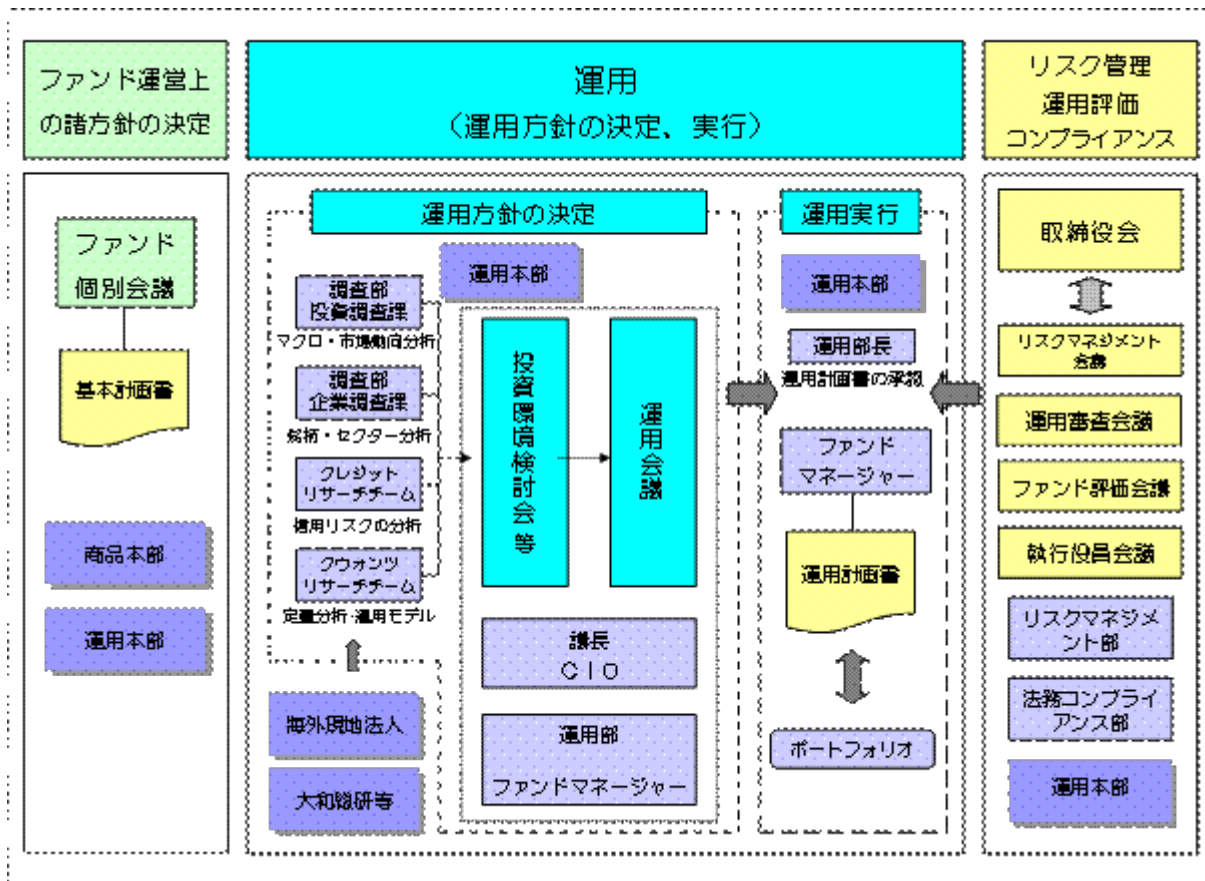 ファンド運営上
の諸方針の決定
運用
（運用方針の決定、実行）
リスク管理
運用評価
コンプライアンス
ファンド
個別会議
基本計画書
商品本部
運用本部
運用方針の決定
運用本部
調査部
投資調査課
マクロ・市場動向分析
調査部
企業調査課
銘柄・セクター分析
クレジット
リサーチチーム
信用リスクの分析
クウォンツ
リサーチチーム
定量分析・運用モデル
海外現地法人
大和総研等
投資環境検討会等
運用会議
議長
ＣＩＯ
運用部
ファンドマネージャー
運用実行
運用本部
運用部長
運用計画書の承認
ファンド
マネージャー
運用計画書
ポートフォリオ
取締役会
リスクマネジメント
会議
運用審査会議
ファンド評価会議
執行役員会議
リスクマネジメ
ント部
法務コンプライ
アンス部
運用本部